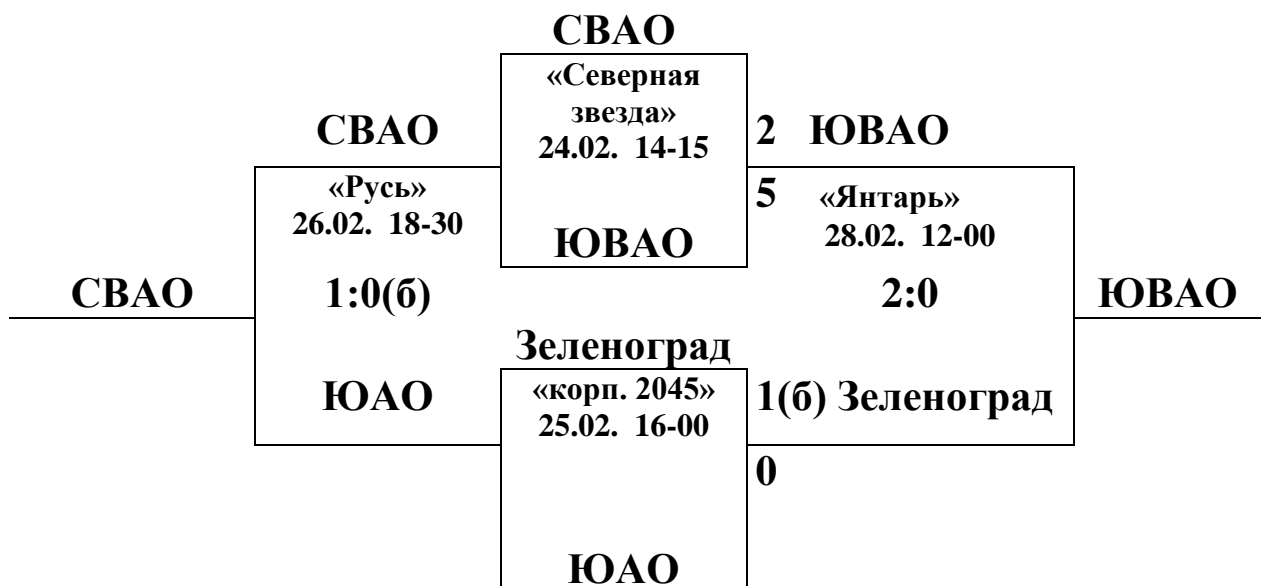 СВАО
«Северная
звезда»
24.02. 14-15
СВАО
2 ЮВАО
«Русь»
26.02. 18-30
5 «Янтарь»
28.02. 12-00
ЮВАО
СВАО 1:0(б) 2:0 ЮВАО
Зеленоград
ЮАО
«корп. 2045»
25.02. 16-00
1(б) Зеленоград
0
ЮАО